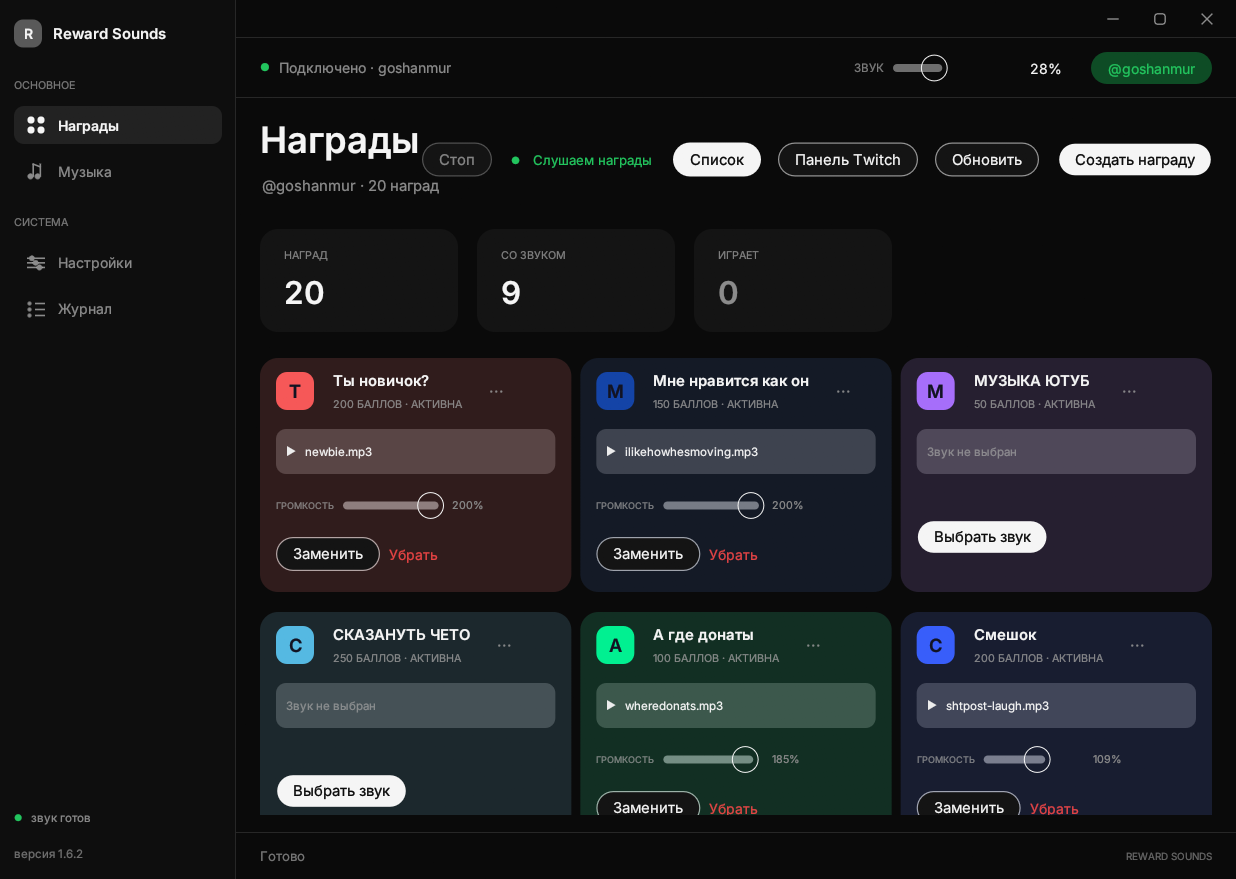 R Reward Sounds
ОСНОВНОЕ
Награды
Музыка
СИСТЕМА
Настройки
Журнал
звук готов
версия 1.6.2
Подключено · goshanmur
ЗВУК
28%
@goshanmur
Награды
@goshanmur · 20 наград
Стоп
Слушаем награды
Список
Панель Twitch
Обновить
Создать награду
НАГРАД
20
СО ЗВУКОМ
9
ИГРАЕТ
0
T
Ты новичок?
200 БАЛЛОВ · АКТИВНА
newbie.mp3
ГРОМКОСТЬ 200%
Заменить Убрать
М
Мне нравится как он
150 БАЛЛОВ · АКТИВНА
ilikehowhesmoving.mp3
ГРОМКОСТЬ 200%
Заменить Убрать
М
МУЗЫКА ЮТУБ
50 БАЛЛОВ · АКТИВНА
Звук не выбран
Выбрать звук
С
СКАЗАНУТЬ ЧЕТО
250 БАЛЛОВ · АКТИВНА
Звук не выбран
Выбрать звук
А
А где донаты
100 БАЛЛОВ · АКТИВНА
wheredonats.mp3
ГРОМКОСТЬ 185%
Заменить Убрать
С
Смешок
200 БАЛЛОВ · АКТИВНА
shtpost-laugh.mp3
ГРОМКОСТЬ 109%
Заменить Убрать
Готово
REWARD SOUNDS